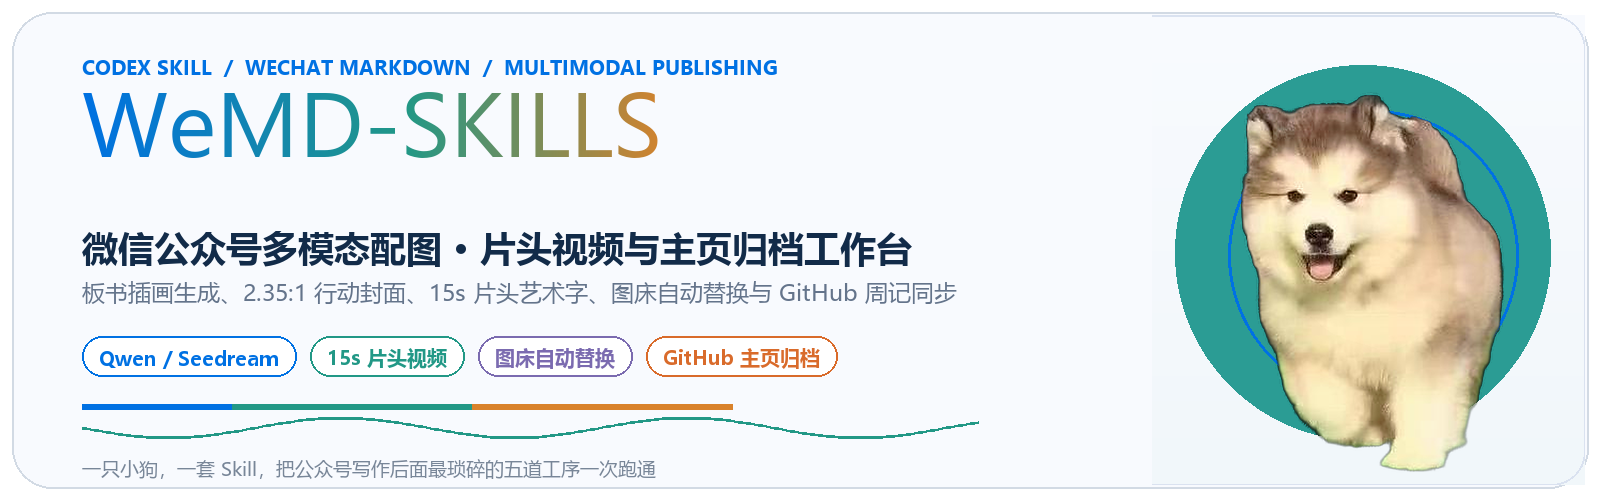 CODEX SKILL / WECHAT MARKDOWN / MULTIMODAL PUBLISHING
WeMD-SKILLS
微信公众号多模态配图 • 片头视频与主页归档工作台
板书插画生成、2.35:1 行动封面、15s 片头艺术字、图床自动替换与 GitHub 周记同步
Qwen / Seedream 15s 片头视频 图床自动替换 GitHub 主页归档
一只小狗，一套 Skill，把公众号写作后面最琐碎的五道工序一次跑通